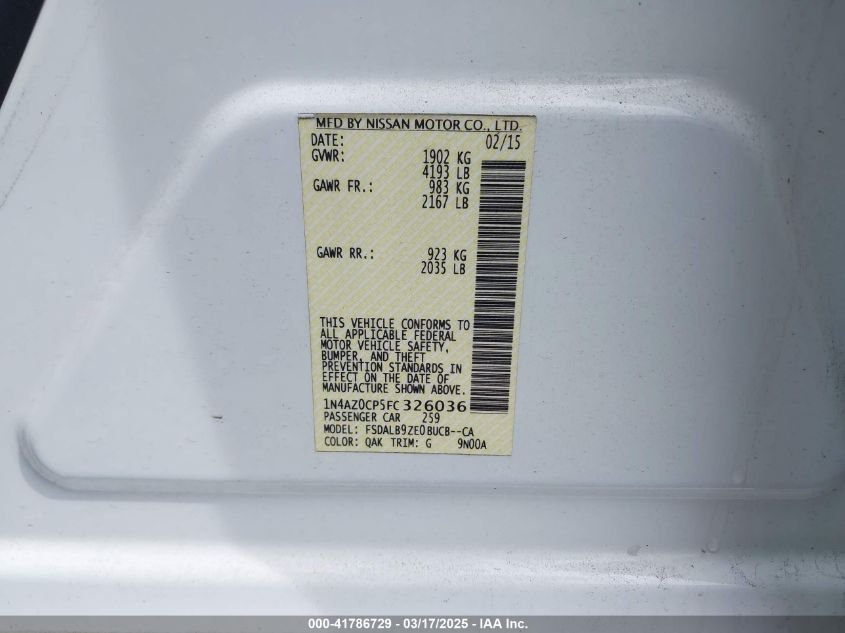 MFD BY NISSAN MOTOR CO., LTD.
DATE: 02/15
GVWR: 1902 KG
4193 LB
GAWR FR.: 983 KG
2167 LB
GAWR RR.: 923 KG
2035 LB
THIS VEHICLE CONFORMS TO
ALL APPLICABLE FEDERAL
MOTOR VEHICLE SAFETY,
BUMPER, AND THEFT
PREVENTION STANDARDS IN
EFFECT ON THE DATE OF
MANUFACTURE SHOWN ABOVE.
1N4AZ0CP5FC326036
PASSENGER CAR 259
MODEL: FSDALB9ZE0BUCB--CA
COLOR: QAK TRIM: G 9N00A
000-41786729 - 03/17/2025 - IAA Inc.